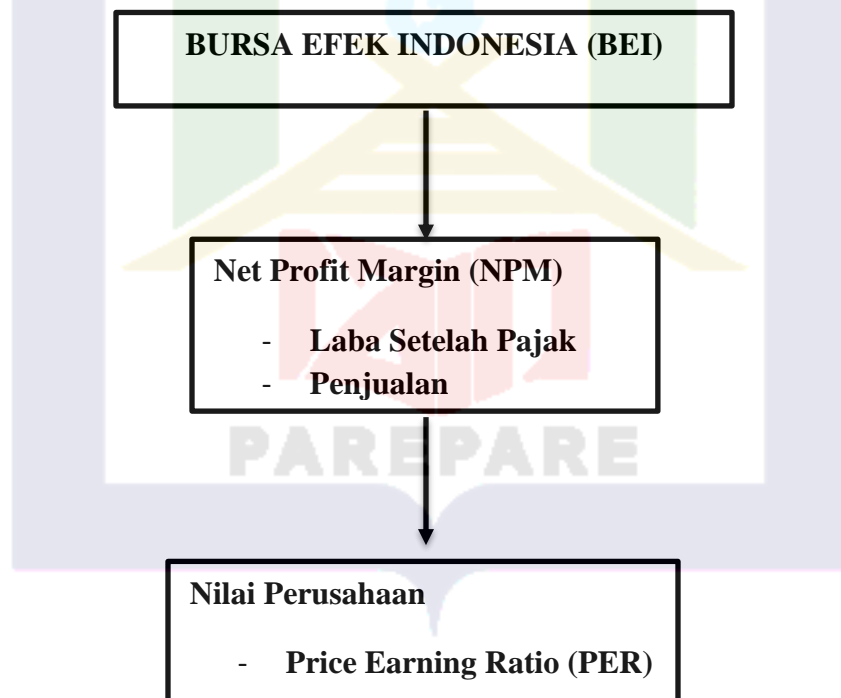 BURSA EFEK INDONESIA (BEI)
Net Profit Margin (NPM)
- Laba Setelah Pajak
- Penjualan
PAREPARE
Nilai Perusahaan
- Price Earning Ratio (PER)